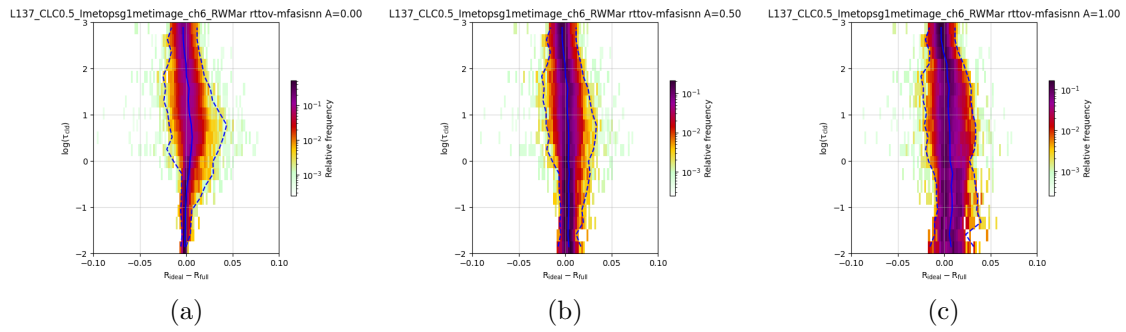 L137_CLC0.5_lmetopsg1metimage_ch6_RWMar rttov-mfasisnn A=0.00
3
2
1
0
−1
−2
log(τcld)
−0.10 −0.05 0.00 0.05 0.10
Rideal − Rfull
10⁻¹
10⁻²
10⁻³
Relative frequency
(a)
L137_CLC0.5_lmetopsg1metimage_ch6_RWMar rttov-mfasisnn A=0.50
3
2
1
0
−1
−2
log(τcld)
−0.10 −0.05 0.00 0.05 0.10
Rideal − Rfull
10⁻¹
10⁻²
10⁻³
Relative frequency
(b)
L137_CLC0.5_lmetopsg1metimage_ch6_RWMar rttov-mfasisnn A=1.00
3
2
1
0
−1
−2
log(τcld)
−0.10 −0.05 0.00 0.05 0.10
Rideal − Rfull
10⁻¹
10⁻²
10⁻³
Relative frequency
(c)